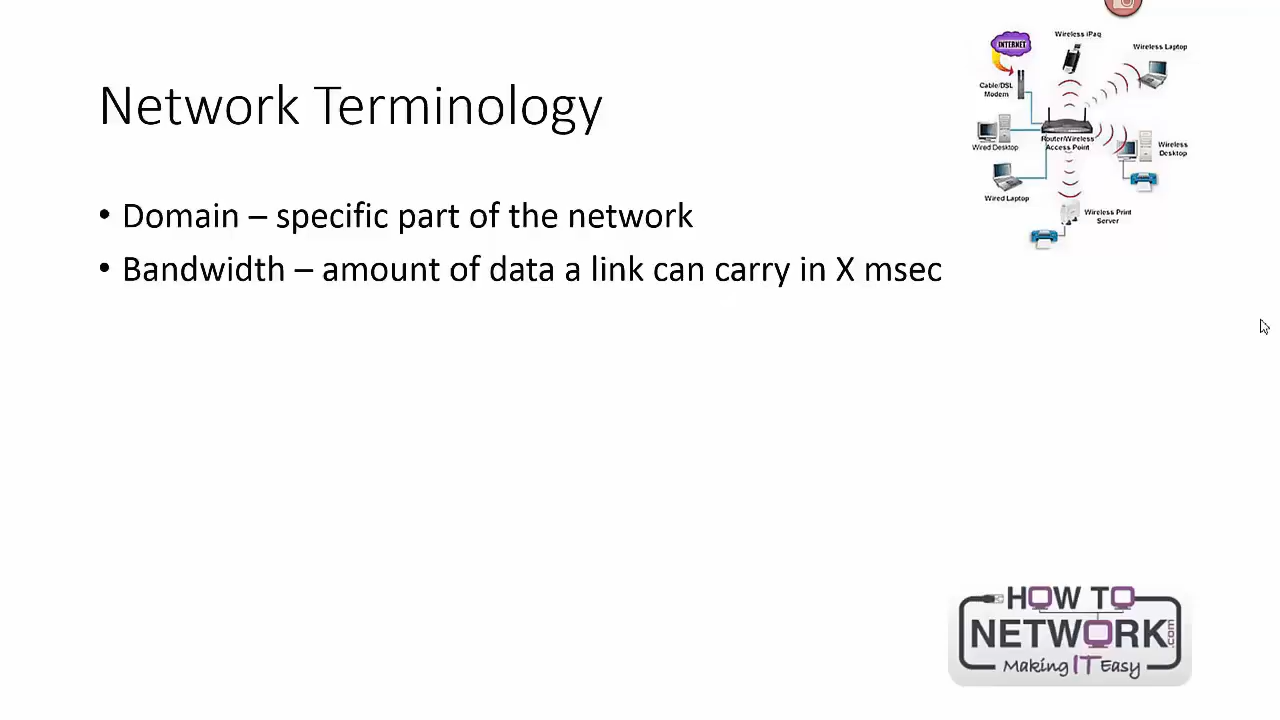 Network Terminology
• Domain – specific part of the network
• Bandwidth – amount of data a link can carry in X msec
INTERNET
Wireless iPaq
Wireless Laptop
Cable/DSL
Modem
Wired Desktop
Router/Wireless
Access Point
Wireless
Desktop
Wired Laptop
Wireless Print
Server
HOW TO
NETWORK.com
Making IT Easy